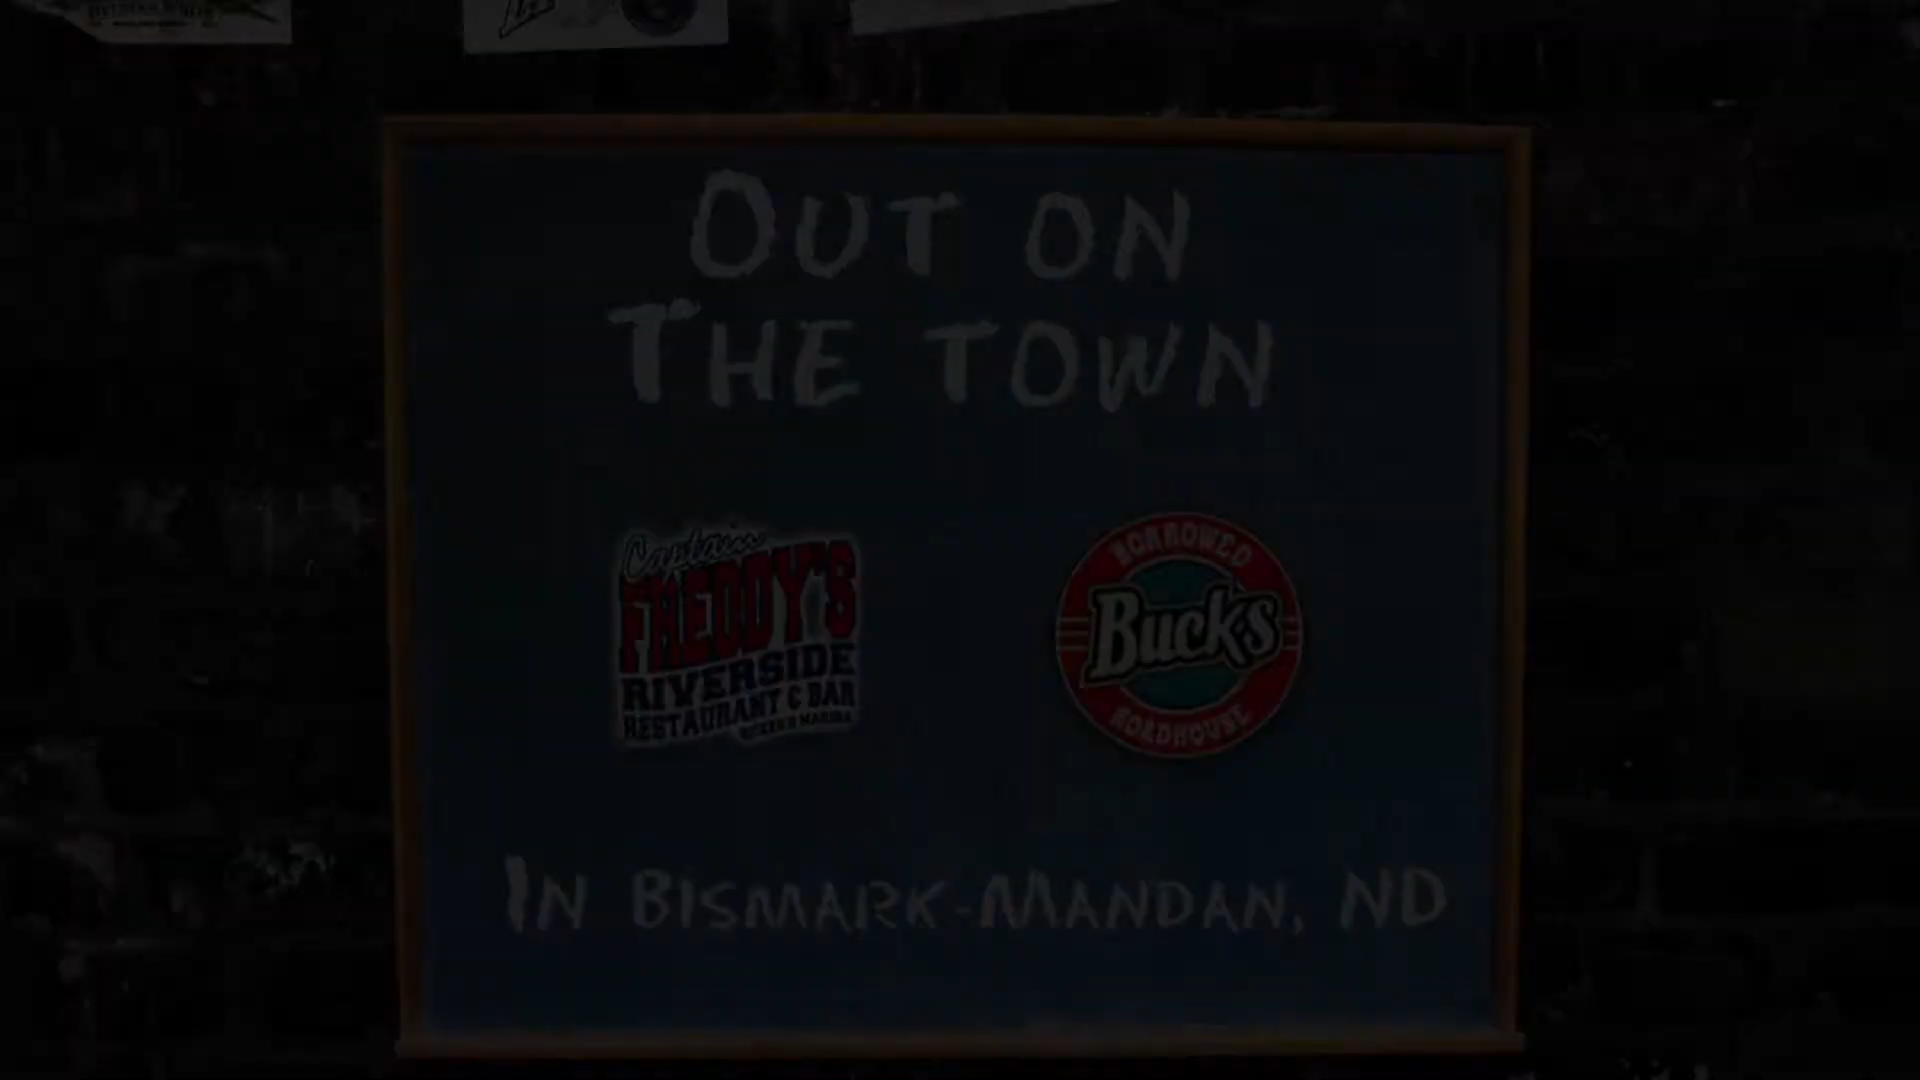 OUT ON
THE TOWN
Captain
FREDDY'S
RIVERSIDE
RESTAURANT & BAR
BORROWED
Buck's
ROADHOUSE
IN BISMARK-MANDAN, ND